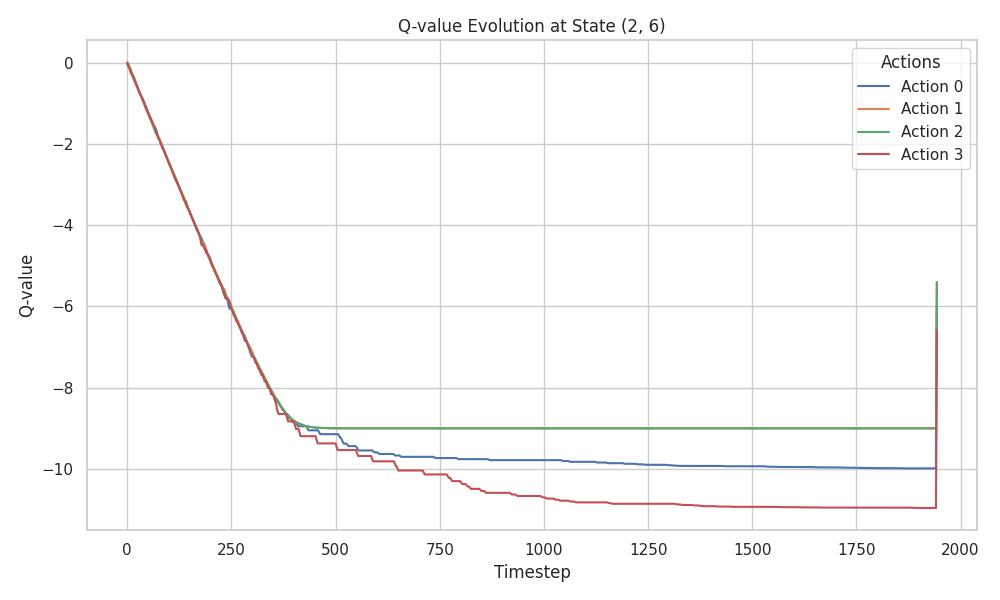 Q-value Evolution at State (2, 6)
Actions
Action 0
Action 1
Action 2
Action 3
Q-value
0
−2
−4
−6
−8
−10
0 250 500 750 1000 1250 1500 1750 2000
Timestep